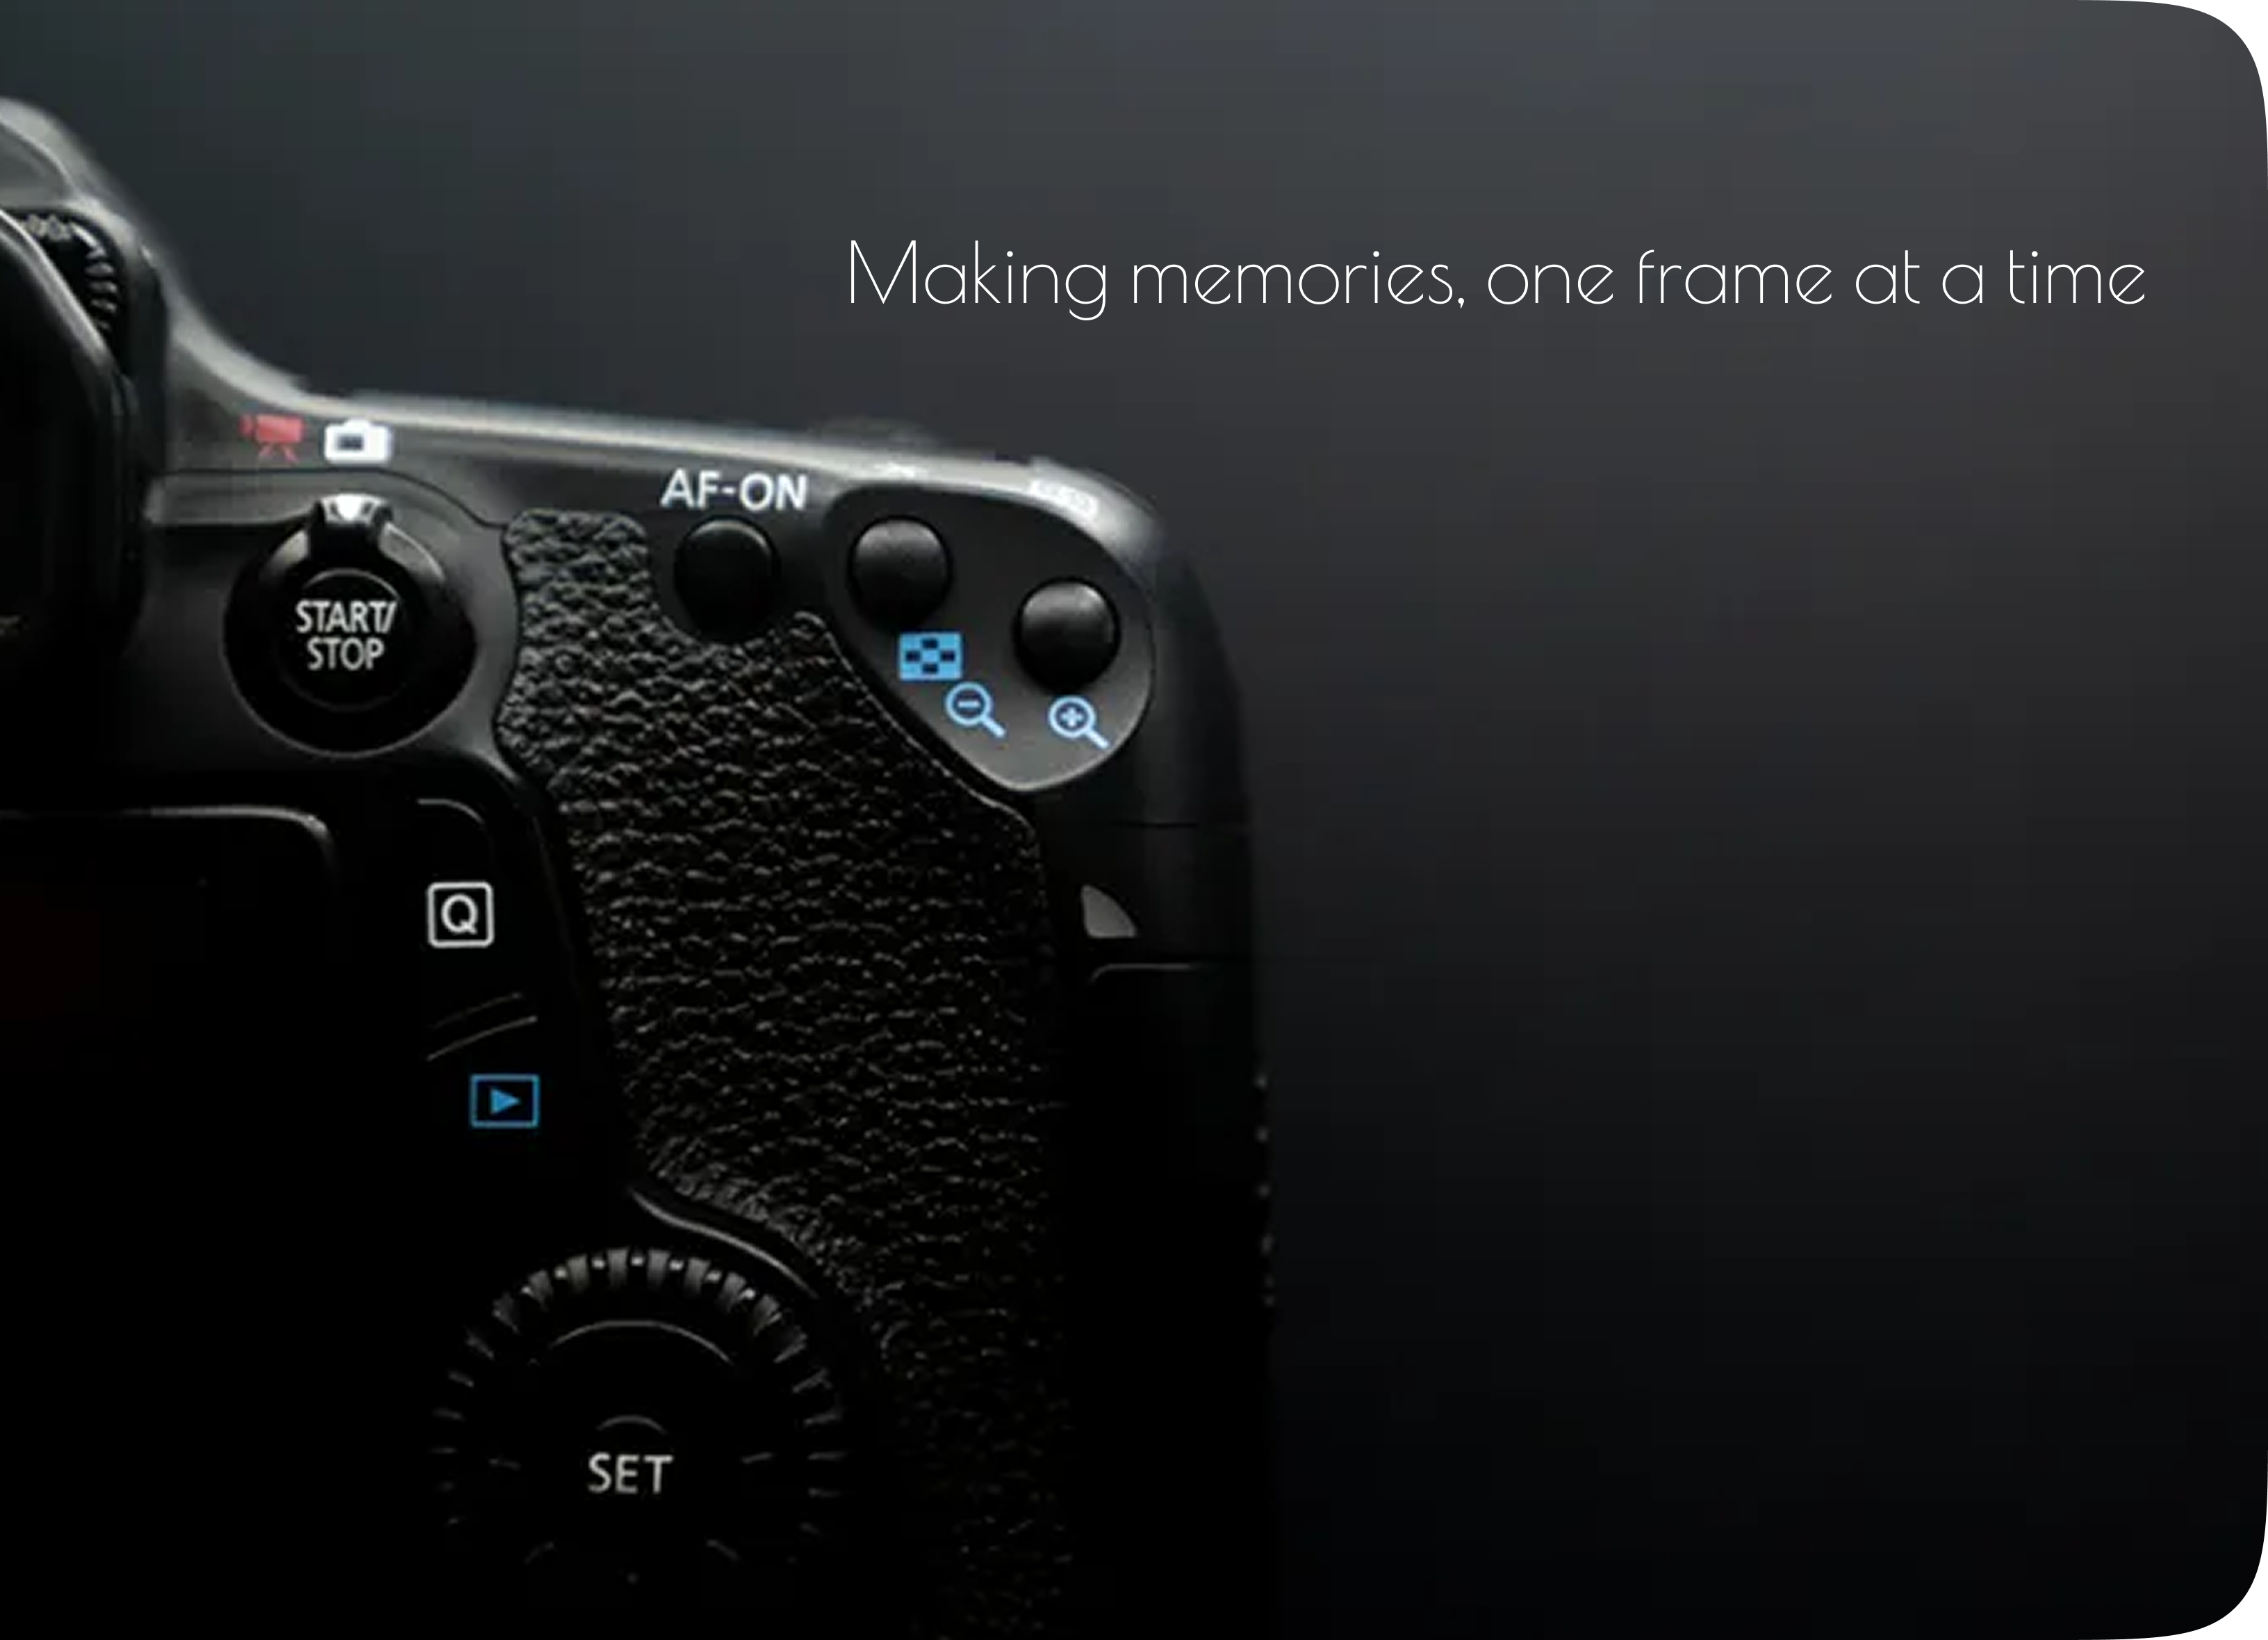 Making memories, one frame at a time
AF-ON
START/
STOP
Q
SET